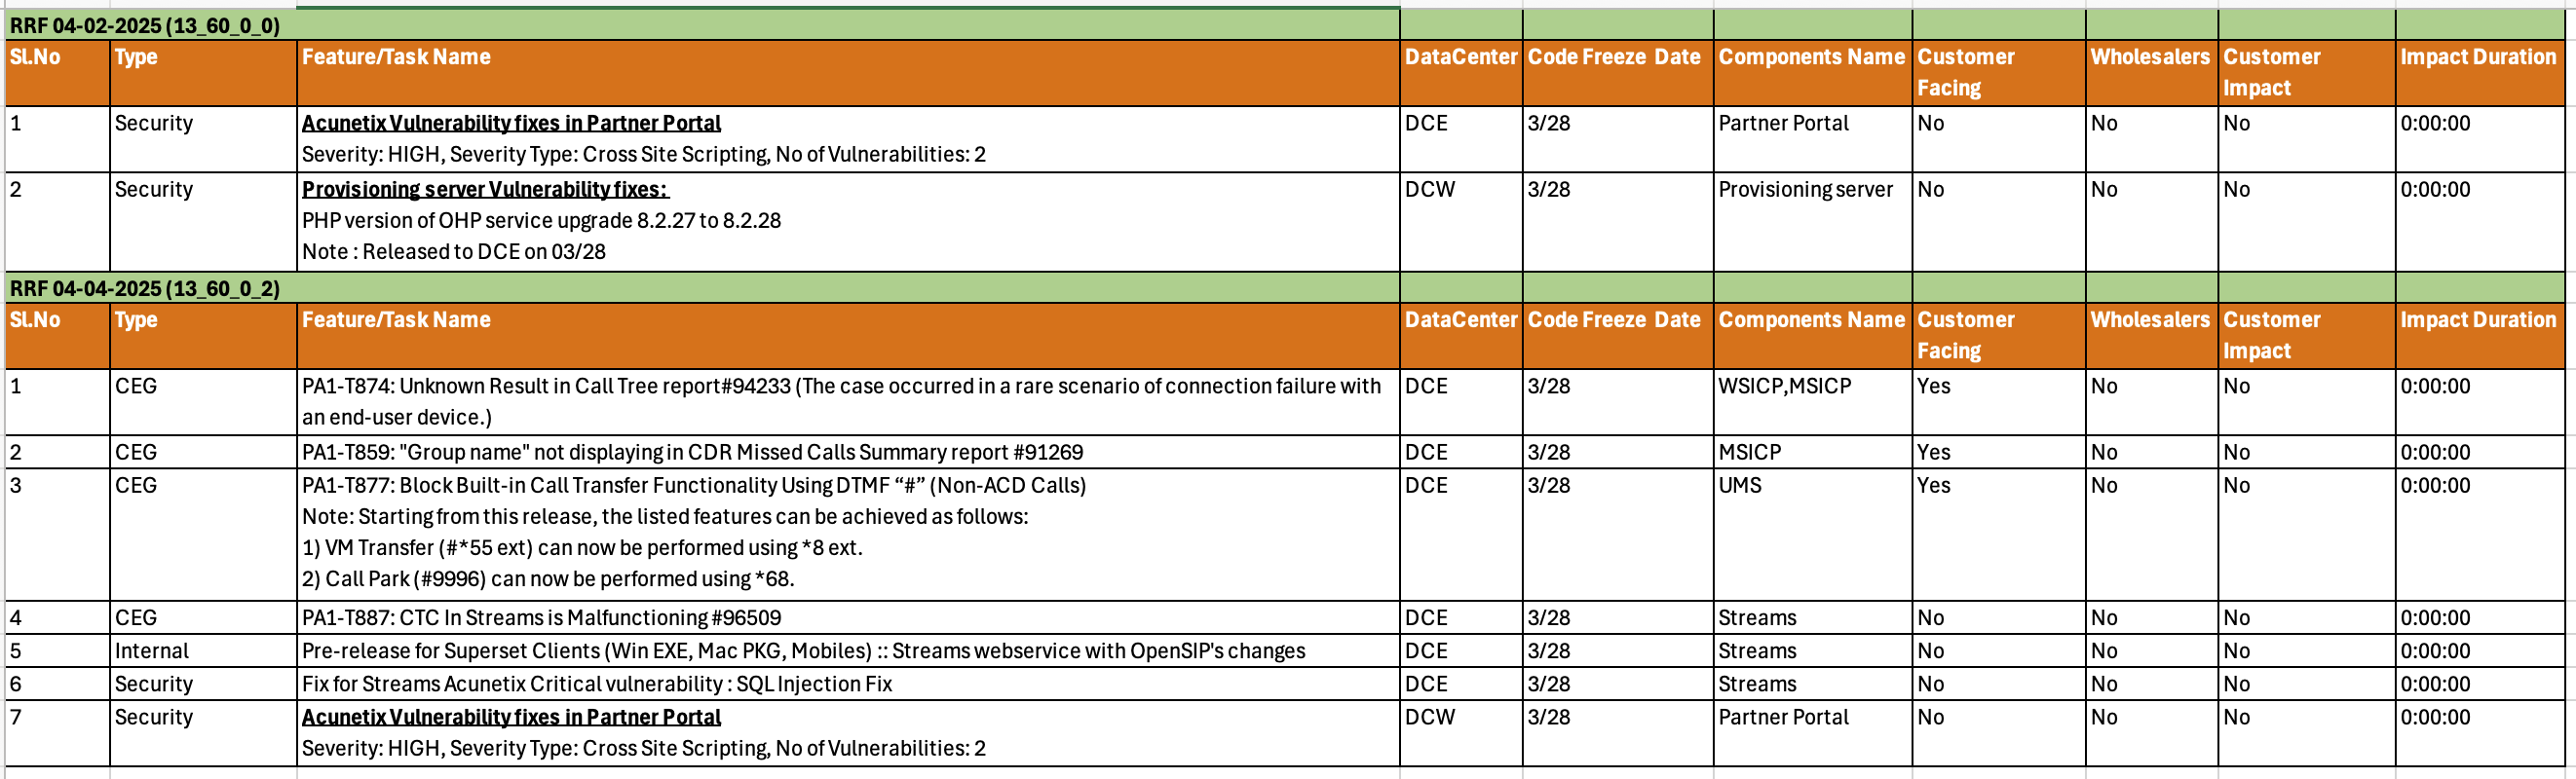 RRF 04-02-2025 (13_60_0_0)
Sl.No Type Feature/Task Name DataCenter Code Freeze Date Components Name Customer Facing Wholesalers Customer Impact Impact Duration
1 Security Acunetix Vulnerability fixes in Partner Portal DCE 3/28 Partner Portal No No No 0:00:00
Severity: HIGH, Severity Type: Cross Site Scripting, No of Vulnerabilities: 2
2 Security Provisioning server Vulnerability fixes: DCW 3/28 Provisioning server No No No 0:00:00
PHP version of OHP service upgrade 8.2.27 to 8.2.28
Note : Released to DCE on 03/28
RRF 04-04-2025 (13_60_0_2)
Sl.No Type Feature/Task Name DataCenter Code Freeze Date Components Name Customer Facing Wholesalers Customer Impact Impact Duration
1 CEG PA1-T874: Unknown Result in Call Tree report#94233 (The case occurred in a rare scenario of connection failure with DCE 3/28 WSICP,MSICP Yes No No 0:00:00
an end-user device.)
2 CEG PA1-T859: "Group name" not displaying in CDR Missed Calls Summary report #91269 DCE 3/28 MSICP Yes No No 0:00:00
3 CEG PA1-T877: Block Built-in Call Transfer Functionality Using DTMF “#” (Non-ACD Calls) DCE 3/28 UMS Yes No No 0:00:00
Note: Starting from this release, the listed features can be achieved as follows:
1) VM Transfer (#*55 ext) can now be performed using *8 ext.
2) Call Park (#9996) can now be performed using *68.
4 CEG PA1-T887: CTC In Streams is Malfunctioning #96509 DCE 3/28 Streams No No No 0:00:00
5 Internal Pre-release for Superset Clients (Win EXE, Mac PKG, Mobiles) :: Streams webservice with OpenSIP's changes DCE 3/28 Streams No No No 0:00:00
6 Security Fix for Streams Acunetix Critical vulnerability : SQL Injection Fix DCE 3/28 Streams No No No 0:00:00
7 Security Acunetix Vulnerability fixes in Partner Portal DCW 3/28 Partner Portal No No No 0:00:00
Severity: HIGH, Severity Type: Cross Site Scripting, No of Vulnerabilities: 2